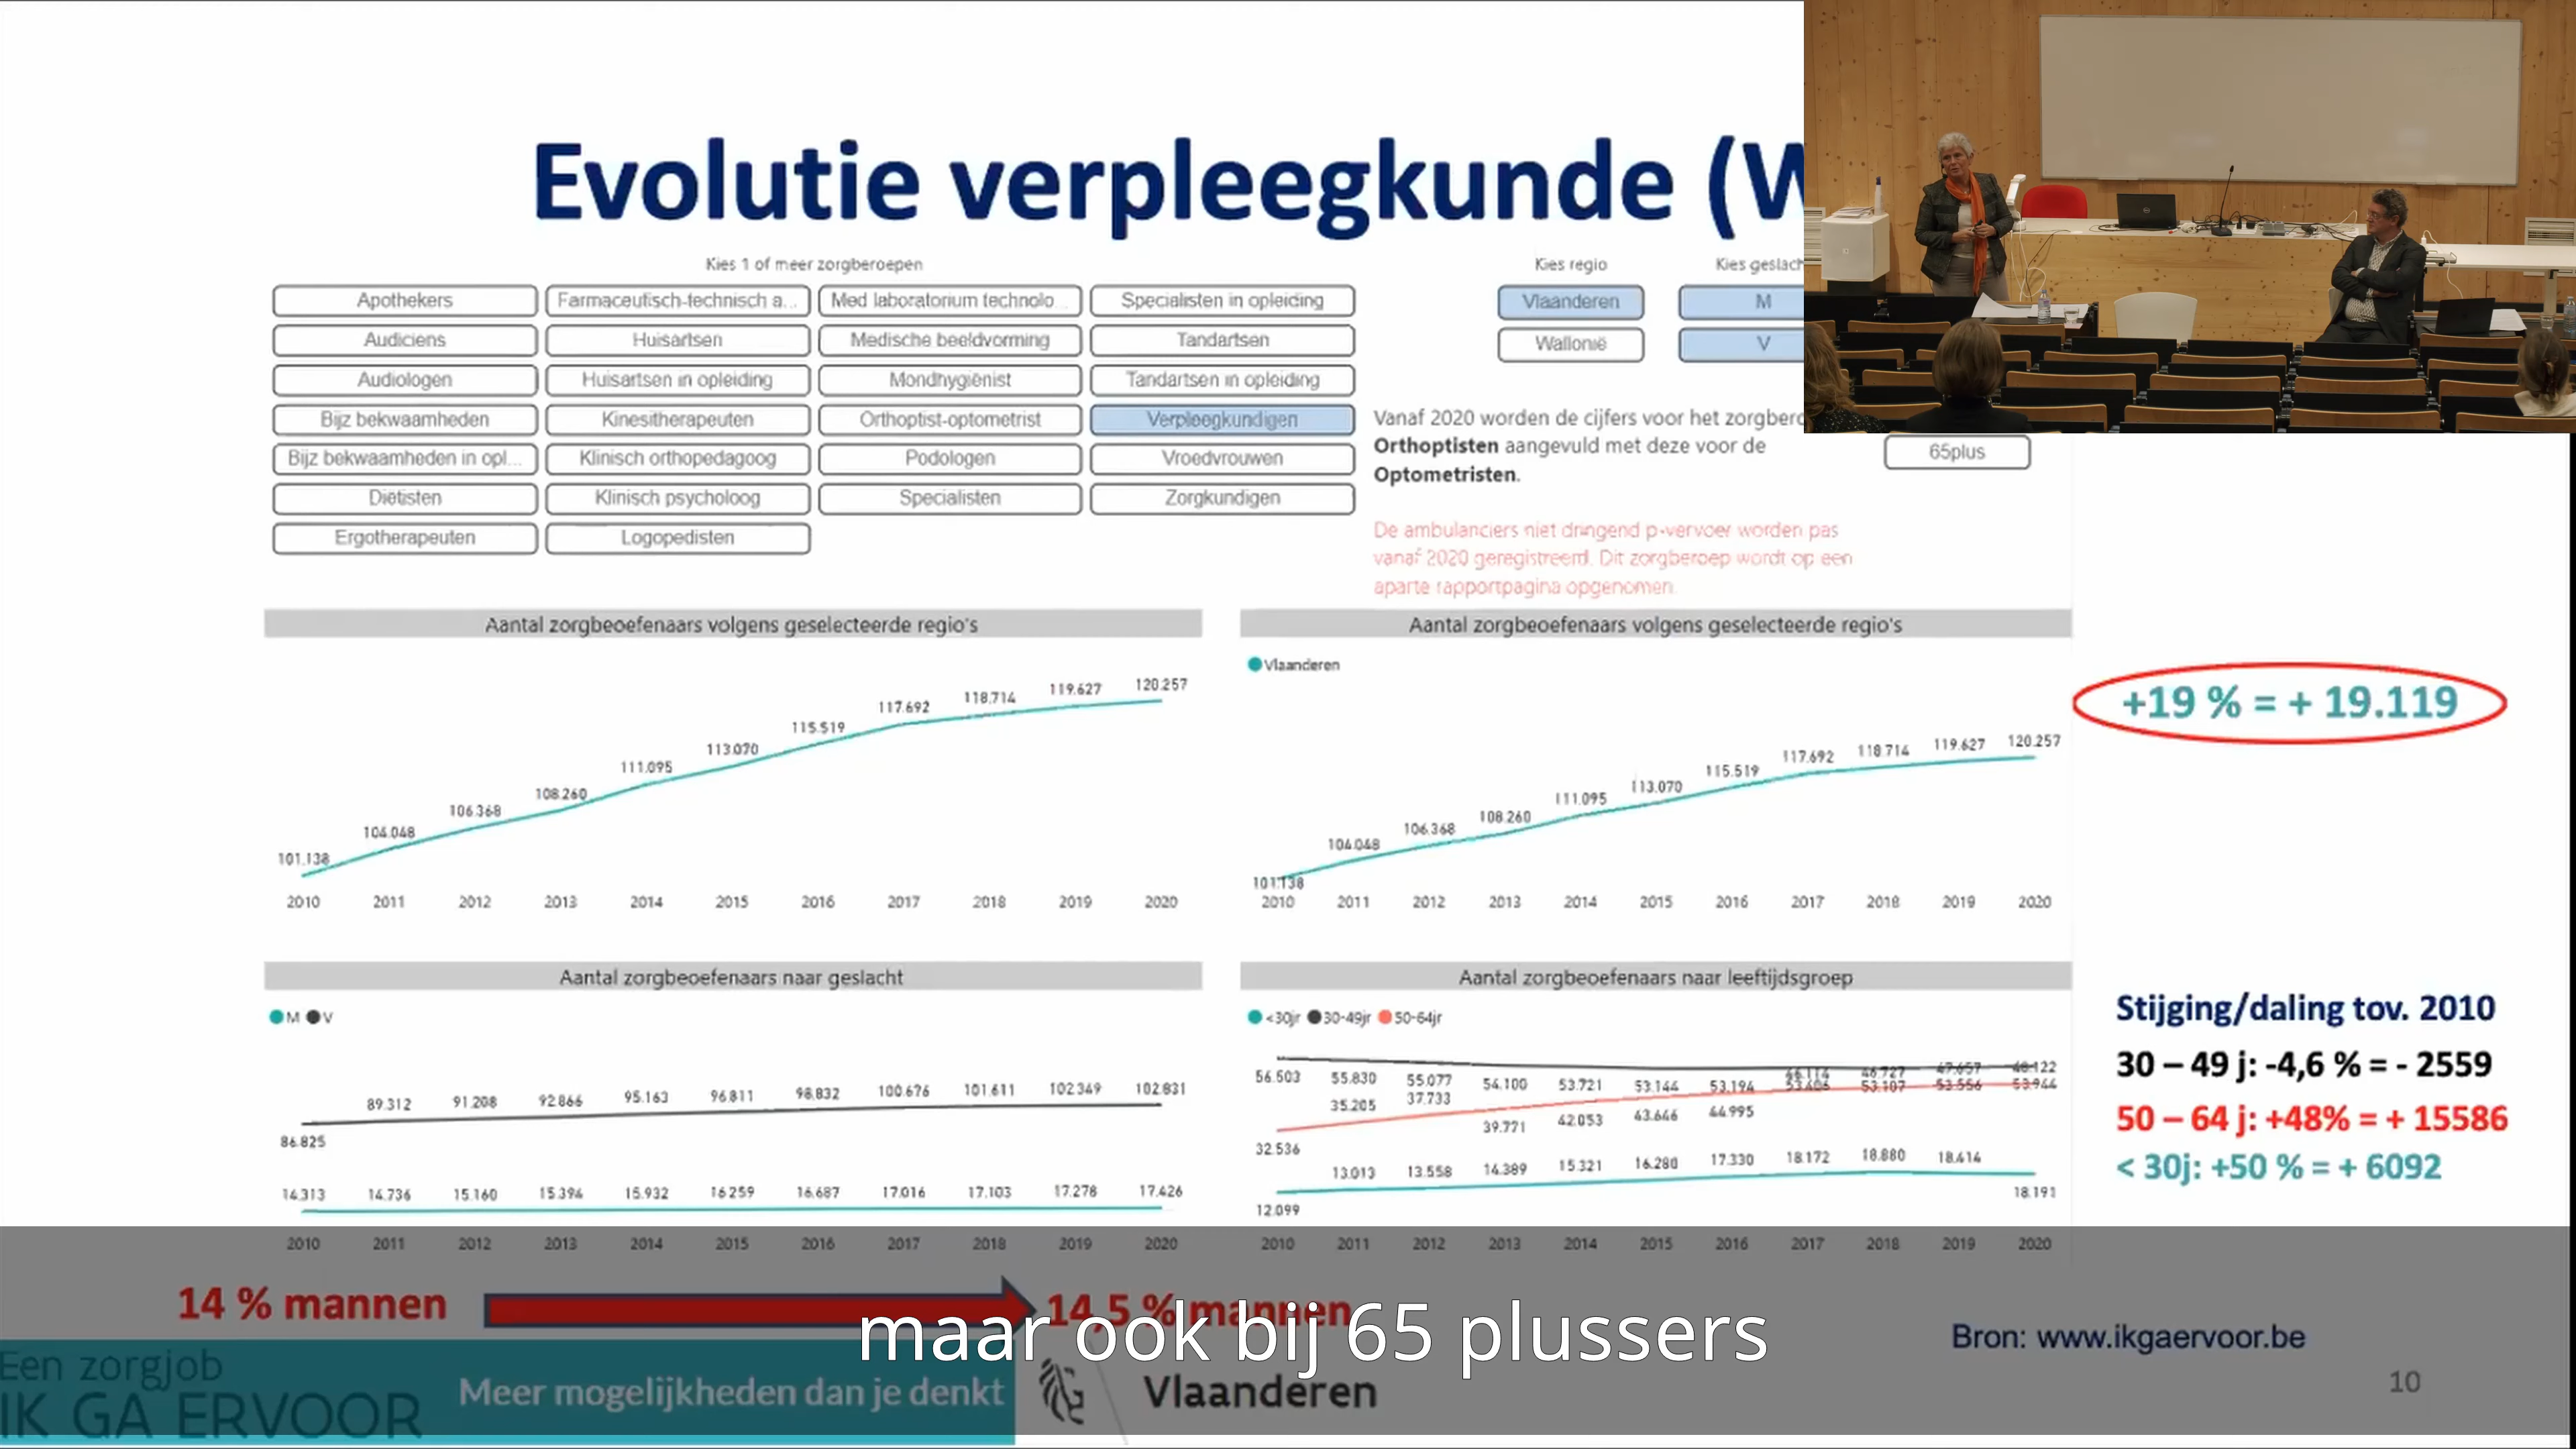 Evolutie verpleegkunde (W
Kies 1 of meer zorgberoepen
Kies regio
Kies geslach
Apothekers
Farmaceutisch-technisch a...
Med laboratorium technolo...
Specialisten in opleiding
Vlaanderen
M
Audiciens
Huisartsen
Medische beeldvorming
Tandartsen
Wallonië
V
Audiologen
Huisartsen in opleiding
Mondhygiënist
Tandartsen in opleiding
Bijz bekwaamheden
Kinesitherapeuten
Orthoptist-optometrist
Verpleegkundigen
Bijz bekwaamheden in opl...
Klinisch orthopedagoog
Podologen
Vroedvrouwen
Diëtisten
Klinisch psycholoog
Specialisten
Zorgkundigen
Ergotherapeuten
Logopedisten
Vanaf 2020 worden de cijfers voor het zorgberc
Orthoptisten aangevuld met deze voor de
Optometristen.
65plus
De ambulanciers niet dringend p-vervoer worden pas
vanaf 2020 geregistreerd. Dit zorgberoep wordt op een
aparte rapportpagina opgenomen.
Aantal zorgbeoefenaars volgens geselecteerde regio's
101.138 104.048 106.368 108.260 111.095 113.070 115.519 117.692 118.714 119.627 120.257
2010 2011 2012 2013 2014 2015 2016 2017 2018 2019 2020
Aantal zorgbeoefenaars volgens geselecteerde regio's
Vlaanderen
101.138 104.048 106.368 108.260 111.095 113.070 115.519 117.692 118.714 119.627 120.257
2010 2011 2012 2013 2014 2015 2016 2017 2018 2019 2020
+19 % = + 19.119
Aantal zorgbeoefenaars naar geslacht
M V
86.825 89.312 91.208 92.866 95.163 96.811 98.832 100.676 101.611 102.349 102.831
14.313 14.736 15.160 15.394 15.932 16.259 16.687 17.016 17.103 17.278 17.426
2010 2011 2012 2013 2014 2015 2016 2017 2018 2019 2020
Aantal zorgbeoefenaars naar leeftijdsgroep
<30jr 30-49jr 50-64jr
56.503 55.830 55.077 54.100 53.721 53.144 53.194 53.406 53.107 53.556 53.944
32.536 35.205 37.733 39.771 42.053 43.646 44.995 46.114 46.727 47.657 48.122
12.099 13.013 13.558 14.389 15.321 16.280 17.330 18.172 18.880 18.414 18.191
2010 2011 2012 2013 2014 2015 2016 2017 2018 2019 2020
Stijging/daling tov. 2010
30 – 49 j: -4,6 % = - 2559
50 – 64 j: +48% = + 15586
< 30j: +50 % = + 6092
14 % mannen
14,5 % mannen
maar ook bij 65 plussers
Bron: www.ikgaervoor.be
Een zorgjob
IK GA ERVOOR
Meer mogelijkheden dan je denkt
Vlaanderen
10